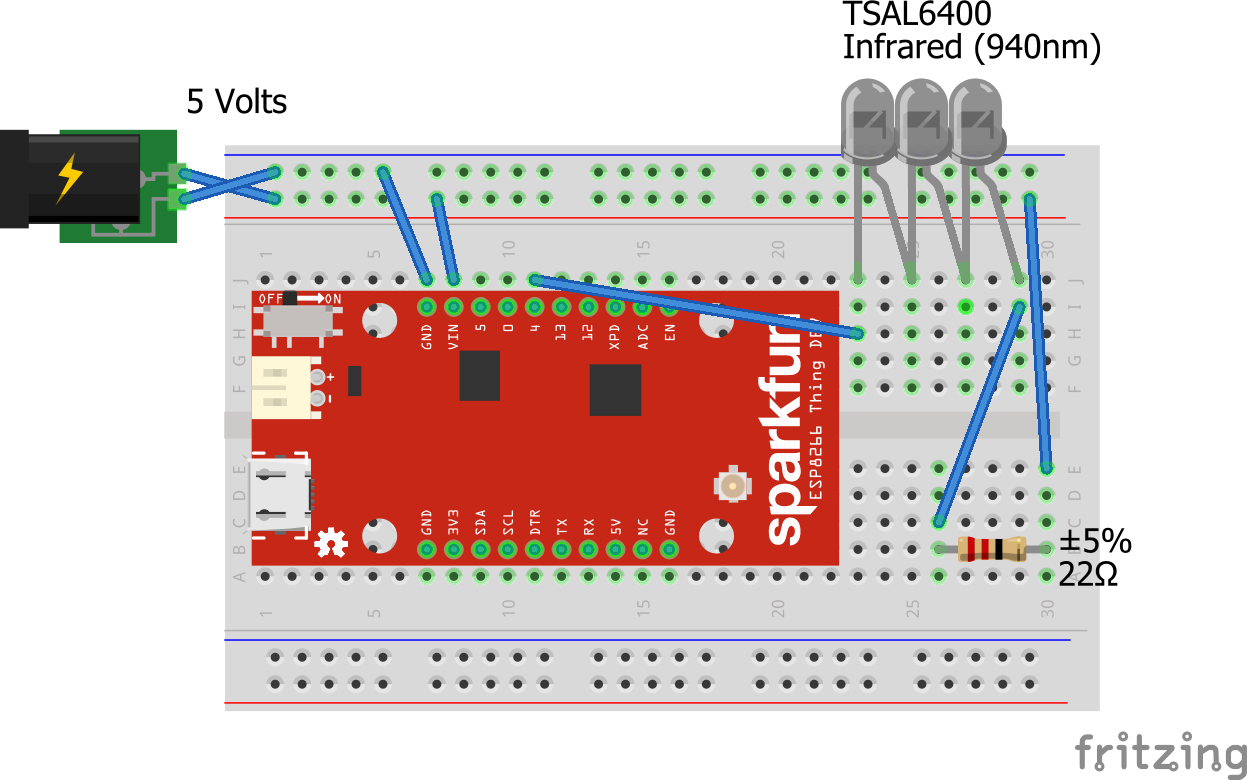 TSAL6400
Infrared (940nm)
5 Volts
1 5 10 15 20 25 30
J J
I I
H H
G G
F F
OFF ON
GND VIN 5 0 4 13 12 XPD ADC EN
+
-
sparkfun
ESP8266 Thing DEV
E E
D D
C C
B B
A A
GND 3V3 SDA SCL DTR TX RX 5V NC GND
±5%
22Ω
1 5 10 15 20 25 30
fritzing